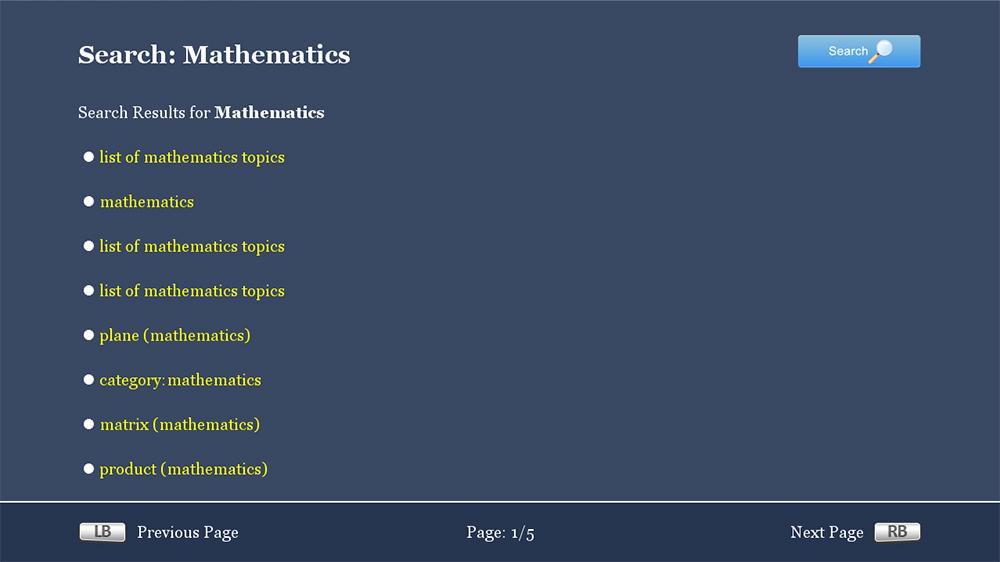 Search: Mathematics
Search
Search Results for Mathematics
list of mathematics topics
mathematics
list of mathematics topics
list of mathematics topics
plane (mathematics)
category:mathematics
matrix (mathematics)
product (mathematics)
LB Previous Page Page: 1/5 Next Page RB